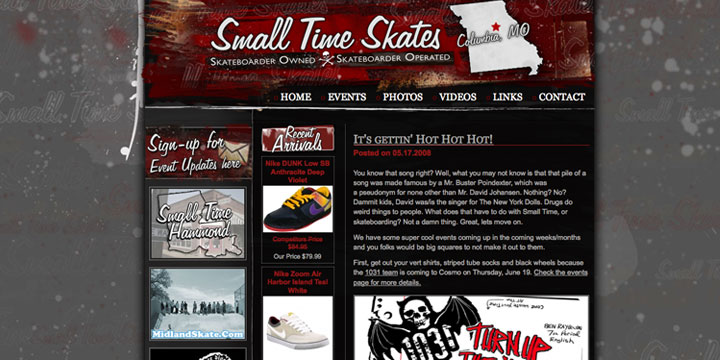 Small Time Skates
Columbia, MO
Skateboarder Owned Skateboarder Operated
HOME EVENTS PHOTOS VIDEOS LINKS CONTACT
Sign-up for
Event Updates here
Small Time
Hammond
MidlandSkate.Com
Recent
Arrivals
Nike DUNK Low SB
Anthracite Deep
Violet
Competitors Price
$84.95
Our Price $79.99
Nike Zoom Air
Harbor Island Teal
White
It's gettin' Hot Hot Hot!
Posted on 05.17.2008
You know that song right? Well, what you may not know is that that pile of a
song was made famous by a Mr. Buster Poindexter, which was
a pseudonym for none other than Mr. David Johansen. Nothing? No?
Dammit kids, David was/is the singer for The New York Dolls. Drugs do
weird things to people. What does that have to do with Small Time, or
skateboarding? Not a damn thing. Great, lets move on.
We have some super cool events coming up in the coming weeks/months
and you folks would be big squares to not make it out to them.
First, get out your vert shirts, striped tube socks and black wheels because
the 1031 team is coming to Cosmo on Thursday, June 19. Check the events
page for more details.
1031
TURN UP
BEN RAYBOURN
7th Period
English